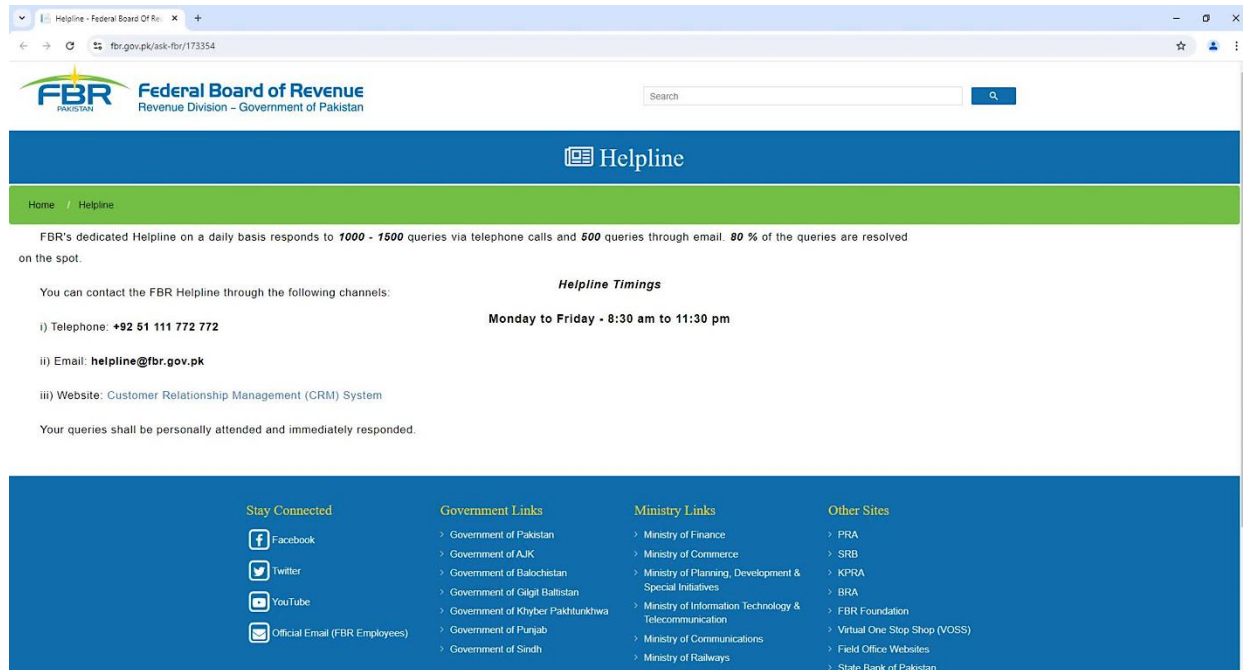 Helpline - Federal Board Of Re
fbr.gov.pk/ask-fbr/173354
FBR
PAKISTAN
Federal Board of Revenue
Revenue Division – Government of Pakistan
Search
Helpline
Home / Helpline
FBR's dedicated Helpline on a daily basis responds to 1000 - 1500 queries via telephone calls and 500 queries through email. 80 % of the queries are resolved
on the spot.
You can contact the FBR Helpline through the following channels:
i) Telephone: +92 51 111 772 772
ii) Email: helpline@fbr.gov.pk
iii) Website: Customer Relationship Management (CRM) System
Your queries shall be personally attended and immediately responded.
Helpline Timings
Monday to Friday - 8:30 am to 11:30 pm
Stay Connected
Facebook
Twitter
YouTube
Official Email (FBR Employees)
Government Links
Government of Pakistan
Government of AJK
Government of Balochistan
Government of Gilgit Baltistan
Government of Khyber Pakhtunkhwa
Government of Punjab
Government of Sindh
Ministry Links
Ministry of Finance
Ministry of Commerce
Ministry of Planning, Development &
Special Initiatives
Ministry of Information Technology &
Telecommunication
Ministry of Communications
Ministry of Railways
Other Sites
PRA
SRB
KPRA
BRA
FBR Foundation
Virtual One Stop Shop (VOSS)
Field Office Websites
State Bank of Pakistan